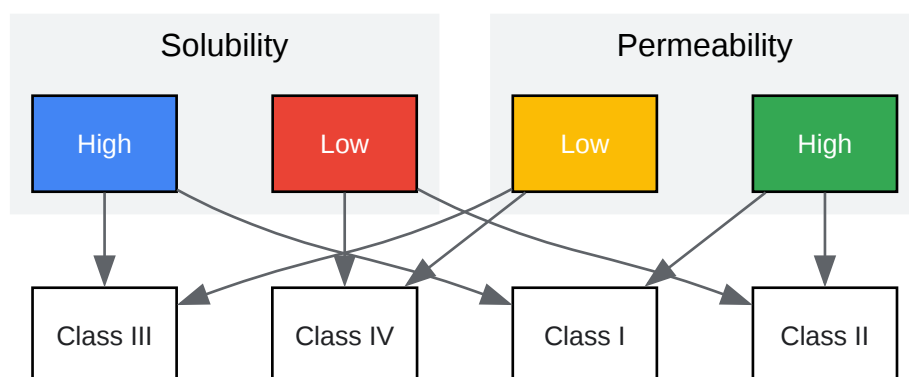 Solubility
Permeability
High
Low
Low
High
Class III
Class IV
Class I
Class II